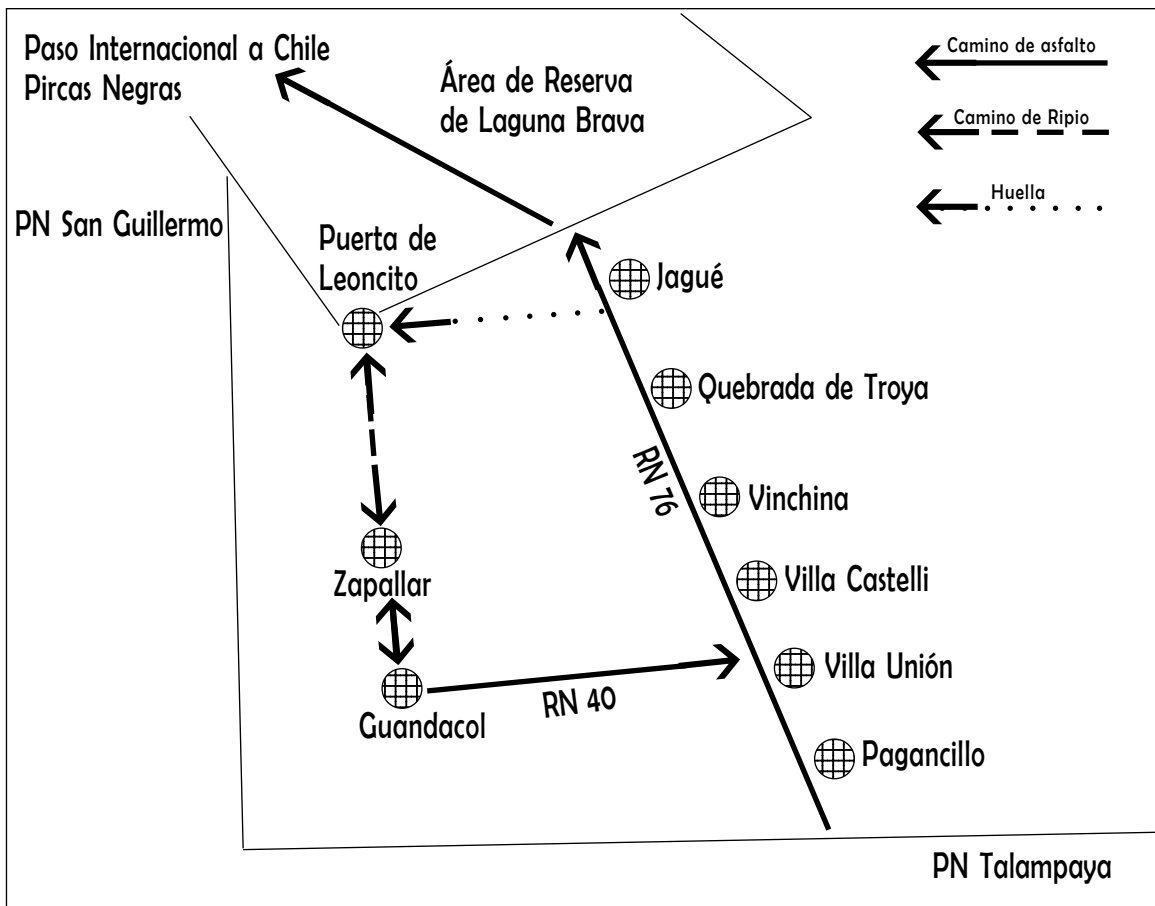 Paso Internacional a Chile
Pircas Negras
Área de Reserva
de Laguna Brava
Camino de asfalto
Camino de Ripio
Huella
PN San Guillermo
Puerta de
Leoncito
Jagué
Quebrada de Troya
RN 76
Vinchina
Zapallar
Villa Castelli
Villa Unión
RN 40
Guandacol
Pagancillo
PN Talampaya